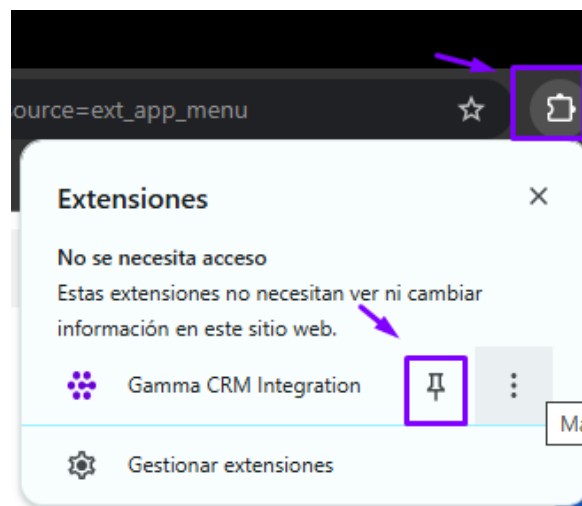 ource=ext_app_menu
Extensiones
No se necesita acceso
Estas extensiones no necesitan ver ni cambiar
información en este sitio web.
Gamma CRM Integration
Ma
Gestionar extensiones